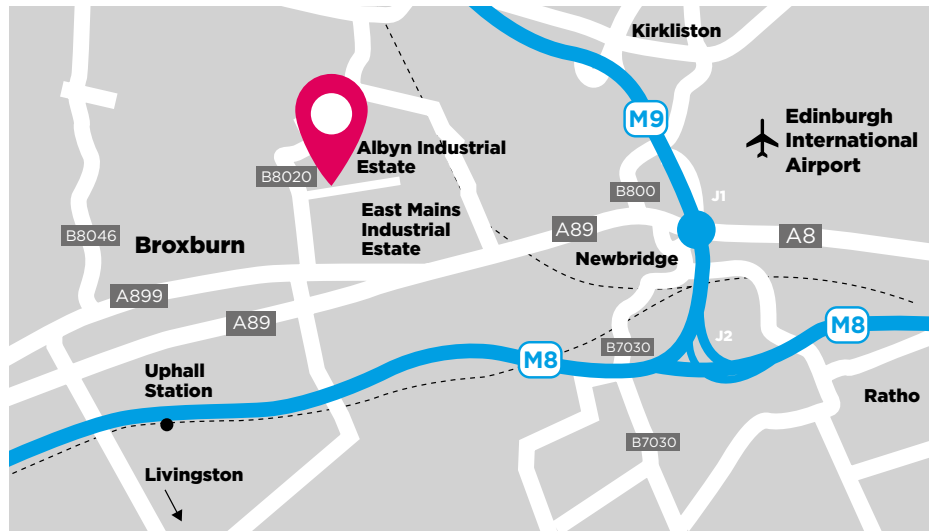 Kirkliston
M9
Edinburgh
International
Airport
Albyn Industrial
Estate
B8020
B800
J1
East Mains
Industrial
Estate
B8046
Broxburn
A89
A8
Newbridge
A899
A89
M8
J2
B7030
M8
Uphall
Station
Ratho
B7030
Livingston